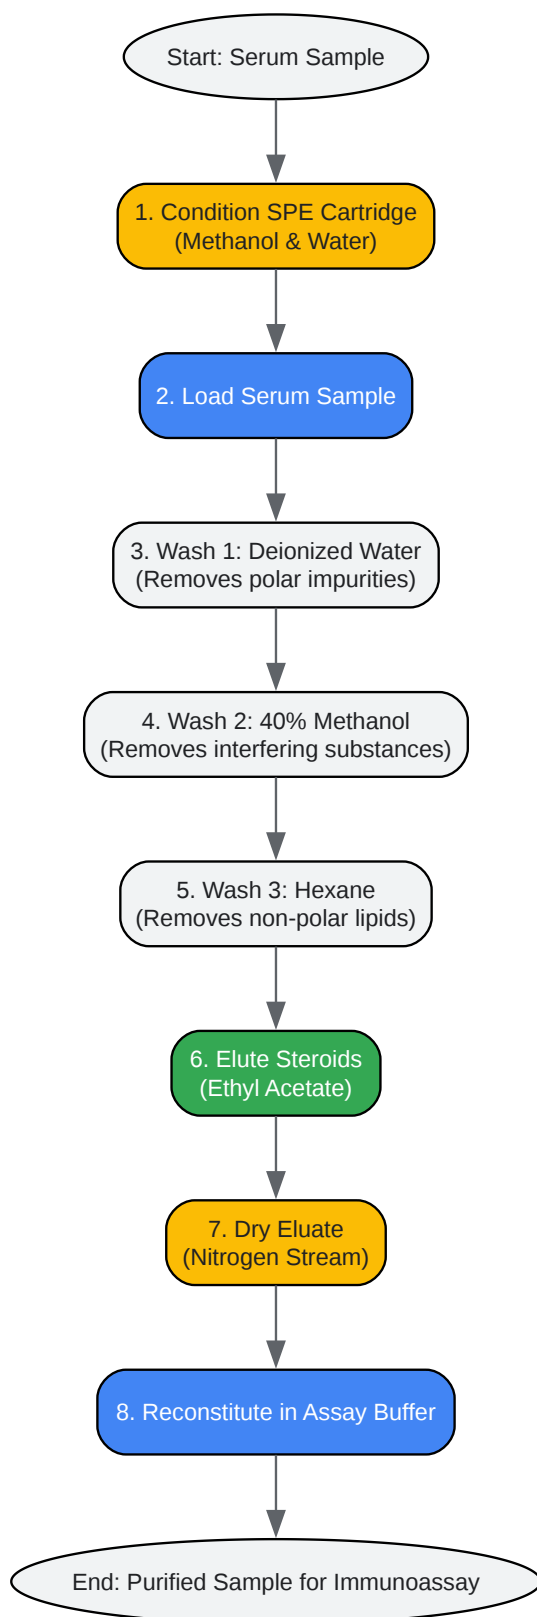 Start: Serum Sample
1. Condition SPE Cartridge
(Methanol & Water)
2. Load Serum Sample
3. Wash 1: Deionized Water
(Removes polar impurities)
4. Wash 2: 40% Methanol
(Removes interfering substances)
5. Wash 3: Hexane
(Removes non-polar lipids)
6. Elute Steroids
(Ethyl Acetate)
7. Dry Eluate
(Nitrogen Stream)
8. Reconstitute in Assay Buffer
End: Purified Sample for Immunoassay